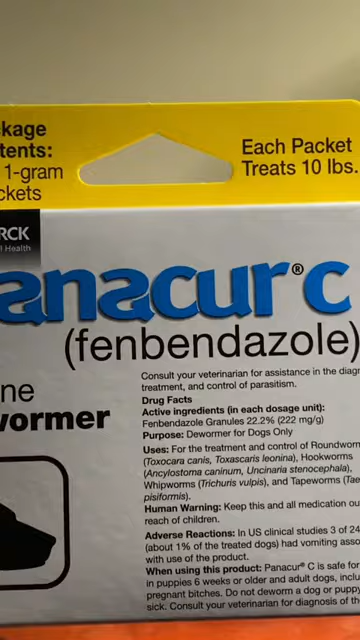 ckage
tents:
1-gram
ckets
Each Packet
Treats 10 lbs.
RCK
l Health
anacur® c
(fenbendazole)
ne
wormer
Consult your veterinarian for assistance in the diag
treatment, and control of parasitism.
Drug Facts
Active ingredients (in each dosage unit):
Fenbendazole Granules 22.2% (222 mg/g)
Purpose: Dewormer for Dogs Only
Uses: For the treatment and control of Roundworm
(Toxocara canis, Toxascaris leonina), Hookworms
(Ancylostoma caninum, Uncinaria stenocephala),
Whipworms (Trichuris vulpis), and Tapeworms (Tae
pisiformis).
Human Warning: Keep this and all medication ou
reach of children.
Adverse Reactions: In US clinical studies 3 of 24
(about 1% of the treated dogs) had vomiting asso
with use of the product.
When using this product: Panacur® C is safe for
in puppies 6 weeks or older and adult dogs, inclu
pregnant bitches. Do not deworm a dog or puppy
sick. Consult your veterinarian for diagnosis of th